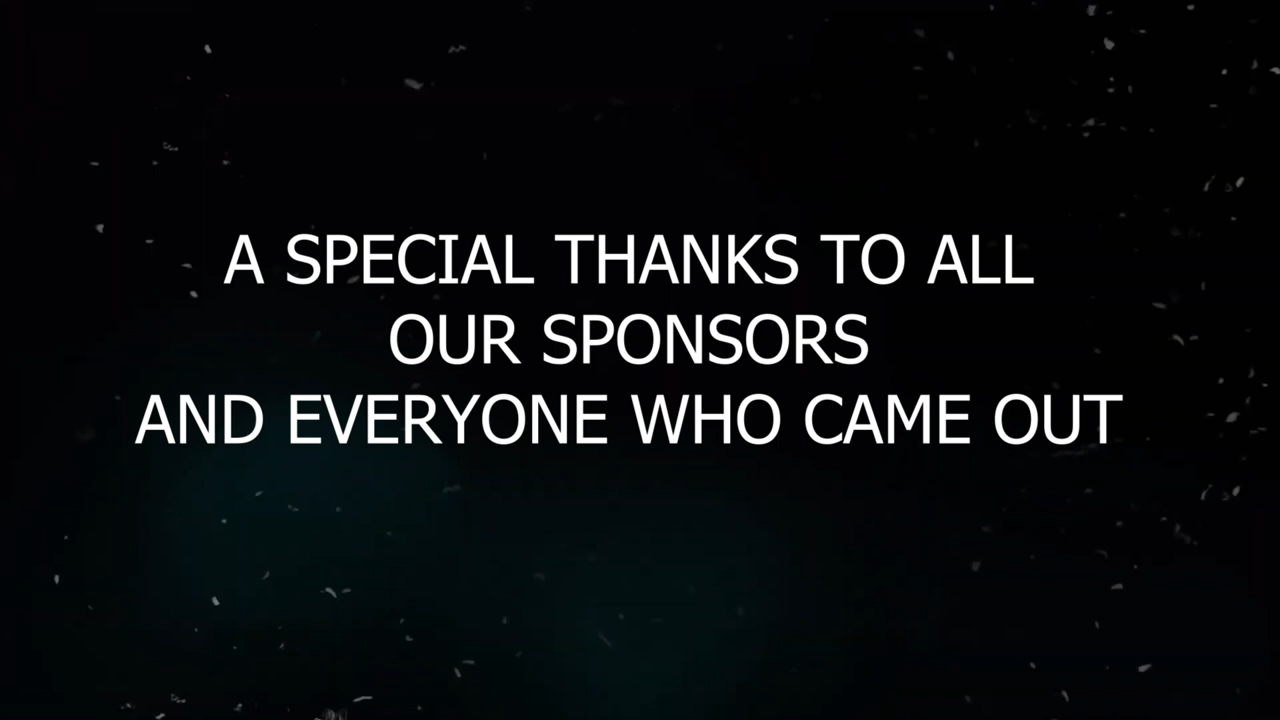 A SPECIAL THANKS TO ALL
OUR SPONSORS
AND EVERYONE WHO CAME OUT